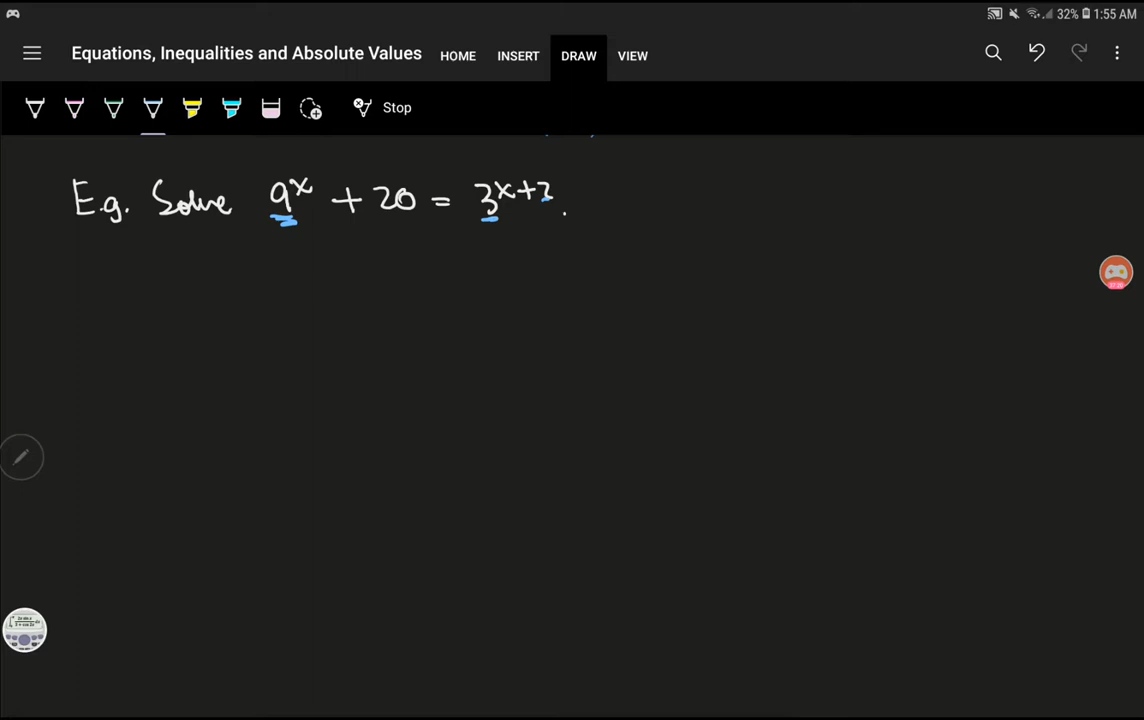 32% 1:55 AM
Equations, Inequalities and Absolute Values HOME INSERT DRAW VIEW
Stop
E.g. Solve 9^x + 20 = 3^{x+2}.